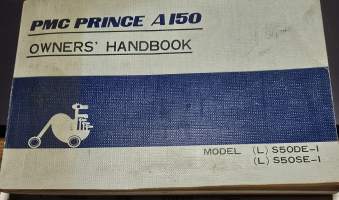 PMC PRINCE A150
OWNERS' HANDBOOK
MODEL (L) S50DE-1
(L) S50SE-1